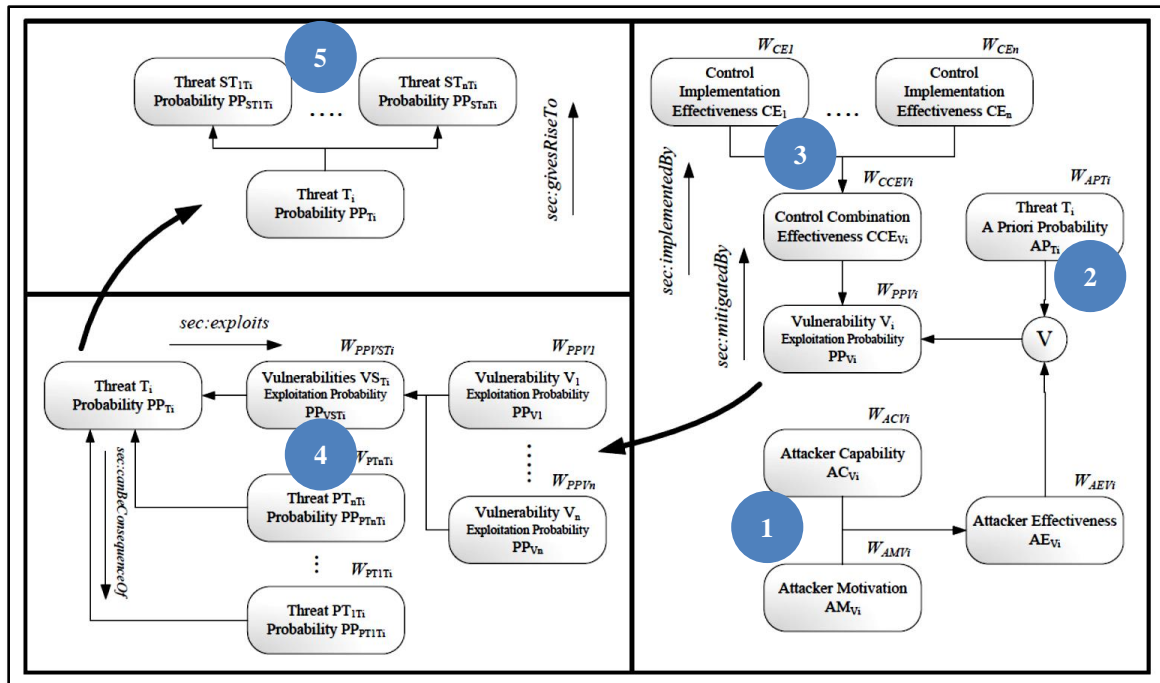 5
Threat ST1Ti
Probability PPST1Ti
....
Threat STnTi
Probability PPSTnTi
Threat Ti
Probability PPTi
sec:givesRiseTo
WCE1
Control
Implementation
Effectiveness CE1
....
WCEn
Control
Implementation
Effectiveness CEn
3
sec:implementedBy
WCCEVi
Control Combination
Effectiveness CCEVi
sec:mitigatedBy
WAPTi
Threat Ti
A Priori Probability
APTi
2
WPPVi
Vulnerability Vi
Exploitation Probability
PPVi
V
WACVi
Attacker Capability
ACVi
1
WAEVi
Attacker Effectiveness
AEVi
WAMVi
Attacker Motivation
AMVi
sec:exploits
Threat Ti
Probability PPTi
WPPVSTi
Vulnerabilities VSTi
Exploitation Probability
PPVSTi
WPPV1
Vulnerability V1
Exploitation Probability
PPV1
......
WPPVn
Vulnerability Vn
Exploitation Probability
PPVn
4
WPTnTi
Threat PTnTi
Probability PPPTnTi
...
WPT1Ti
Threat PT1Ti
Probability PPPT1Ti
sec:canBeConsequenceOf